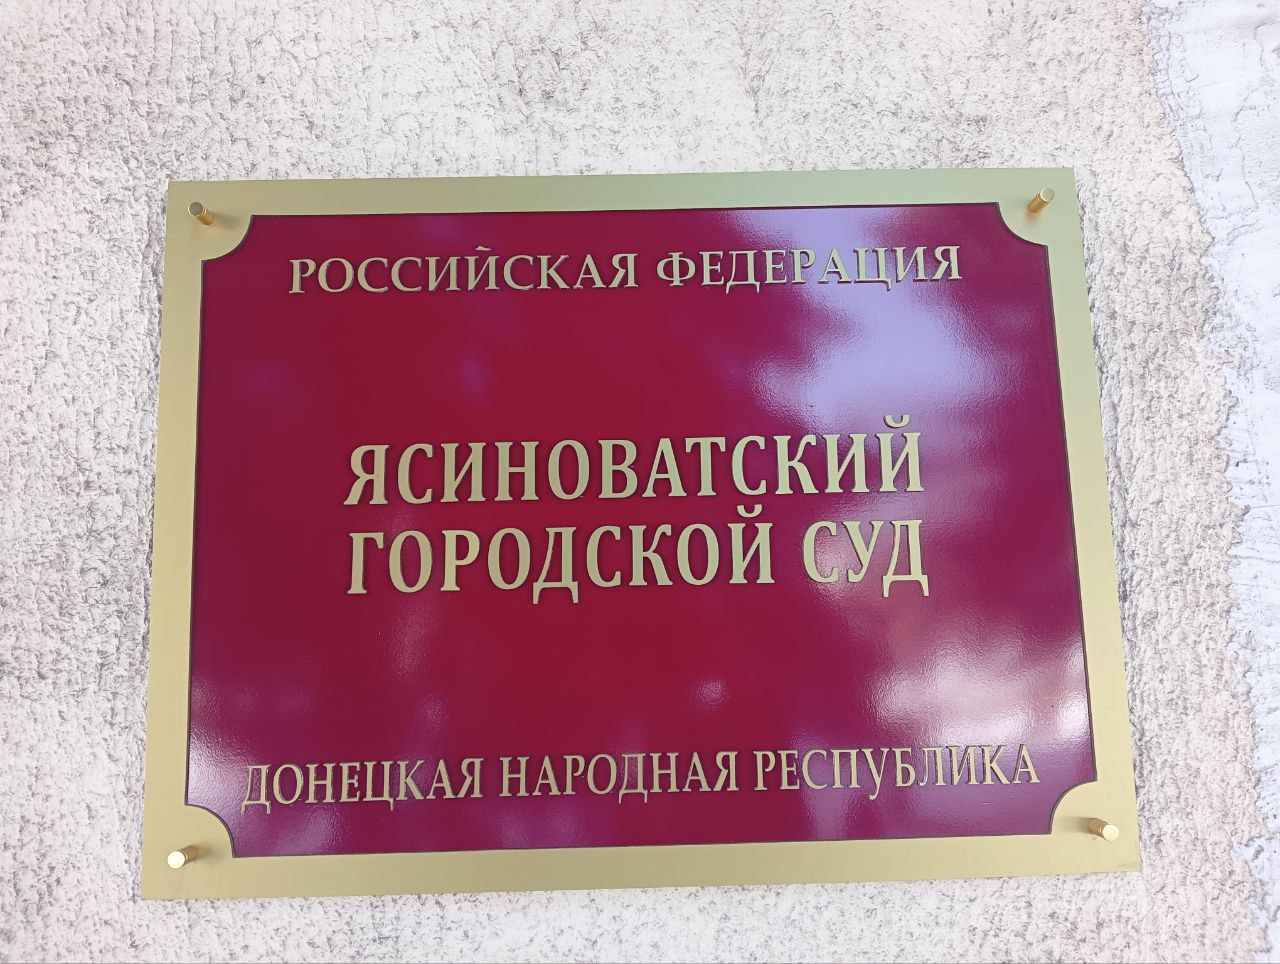 РОССИЙСКАЯ ФЕДЕРАЦИЯ
ЯСИНОВАТСКИЙ
ГОРОДСКОЙ СУД
ДОНЕЦКАЯ НАРОДНАЯ РЕСПУБЛИКА